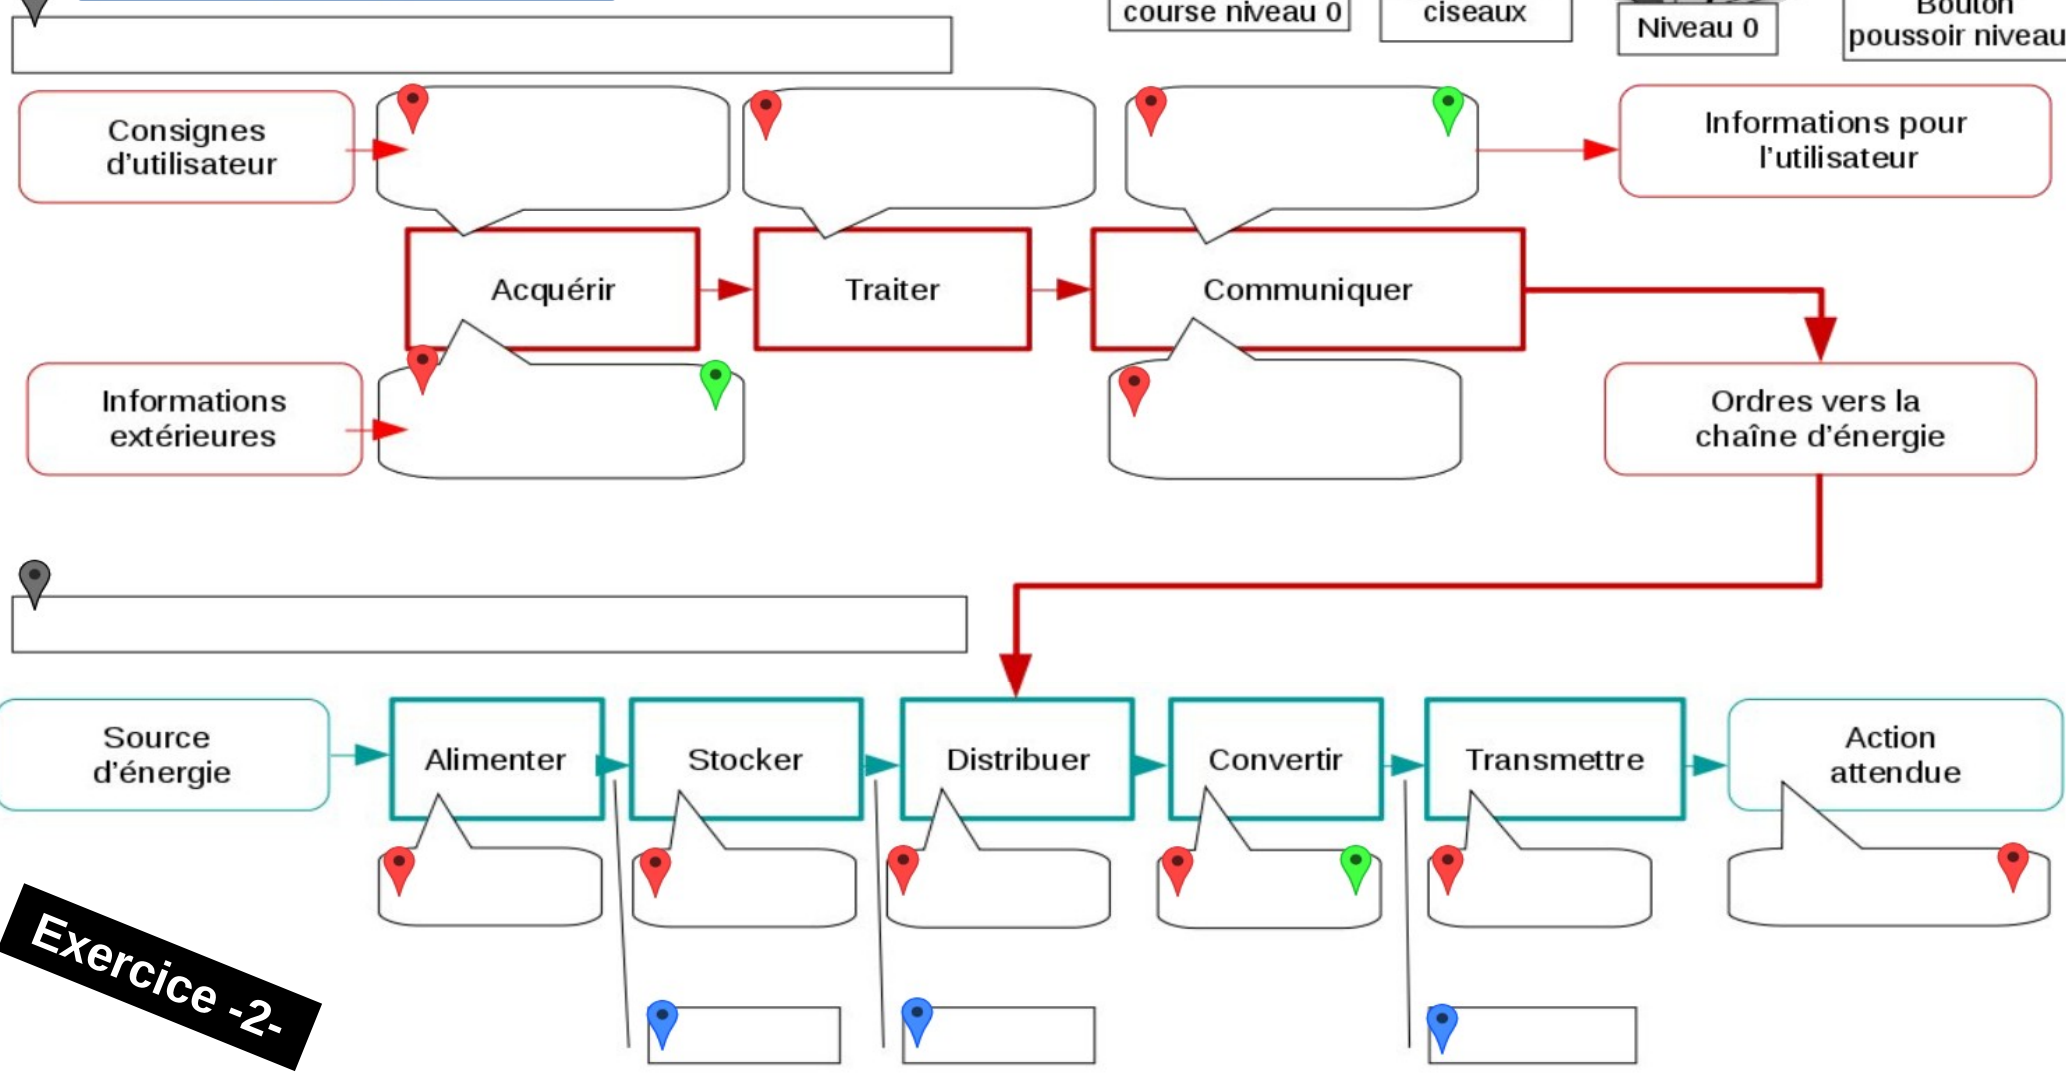 course niveau 0
ciseaux
Niveau 0
Bouton
poussoir niveau
Consignes
d'utilisateur
Informations pour
l'utilisateur
Acquérir
Traiter
Communiquer
Informations
extérieures
Ordres vers la
chaîne d'énergie
Source
d'énergie
Alimenter
Stocker
Distribuer
Convertir
Transmettre
Action
attendue
Exercice -2-